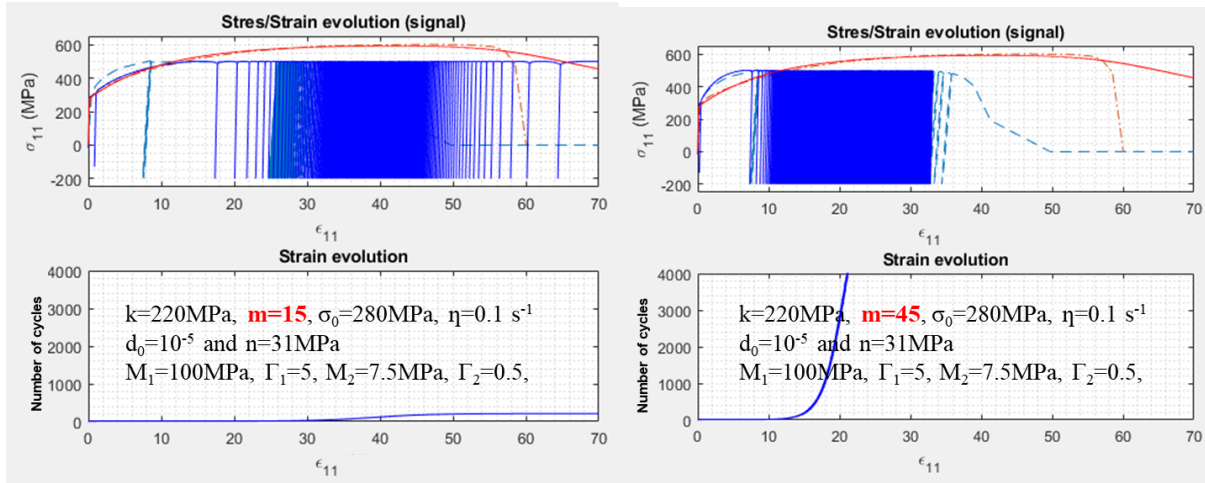 Stres/Strain evolution (signal)
σ11 (MPa)
600
400
200
0
-200
0 10 20 30 40 50 60 70
ϵ11
Strain evolution
Number of cycles
4000
3000
2000
1000
0
k=220MPa, m=15, σ0=280MPa, η=0.1 s-1
d0=10-5 and n=31MPa
M1=100MPa, Γ1=5, M2=7.5MPa, Γ2=0.5,
0 10 20 30 40 50 60 70
ϵ11
Stres/Strain evolution (signal)
σ11 (MPa)
600
400
200
0
-200
0 10 20 30 40 50 60 70
ϵ11
Strain evolution
Number of cycles
4000
3000
2000
1000
0
k=220MPa, m=45, σ0=280MPa, η=0.1 s-1
d0=10-5 and n=31MPa
M1=100MPa, Γ1=5, M2=7.5MPa, Γ2=0.5,
0 10 20 30 40 50 60 70
ϵ11